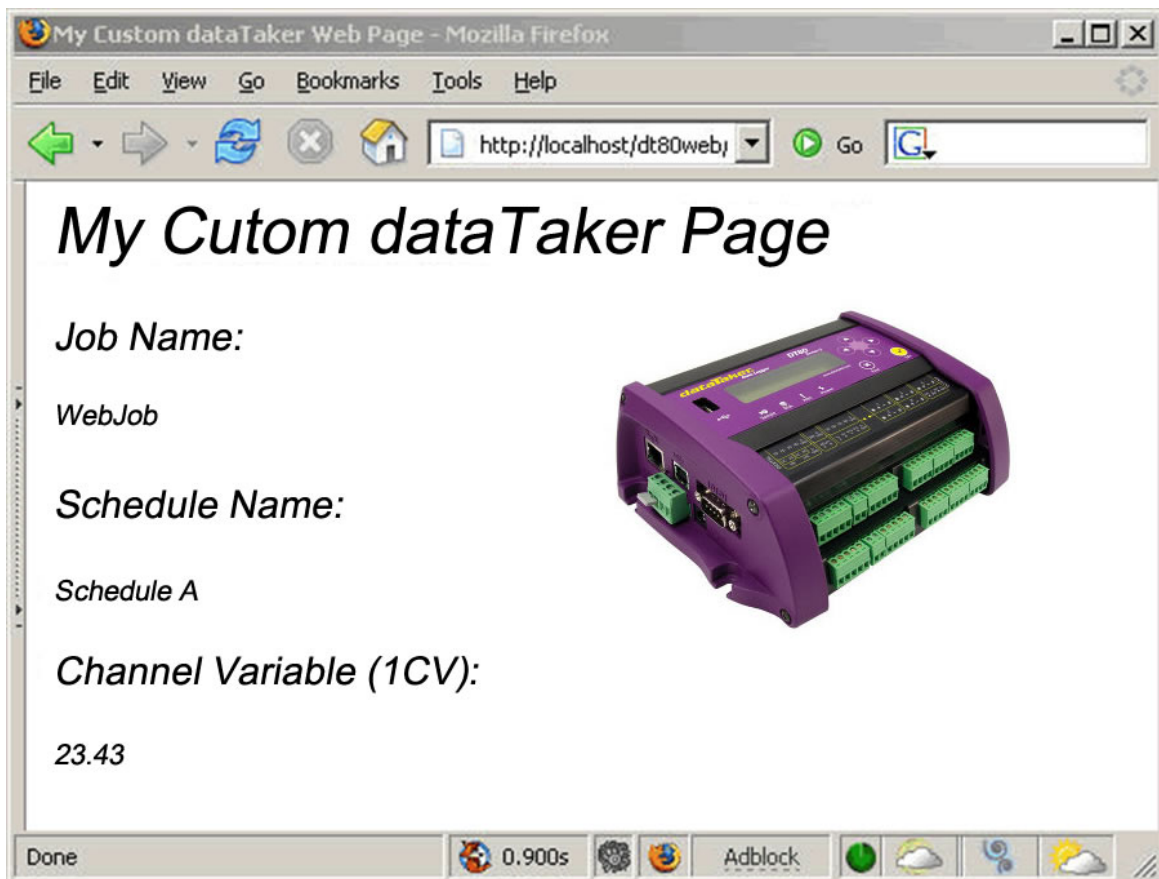 My Custom dataTaker Web Page - Mozilla Firefox
File Edit View Go Bookmarks Tools Help
http://localhost/dt80web/ Go G
My Cutom dataTaker Page
Job Name:
WebJob
Schedule Name:
Schedule A
Channel Variable (1CV):
23.43
dataTaker
DT80
Done 0.900s Adblock